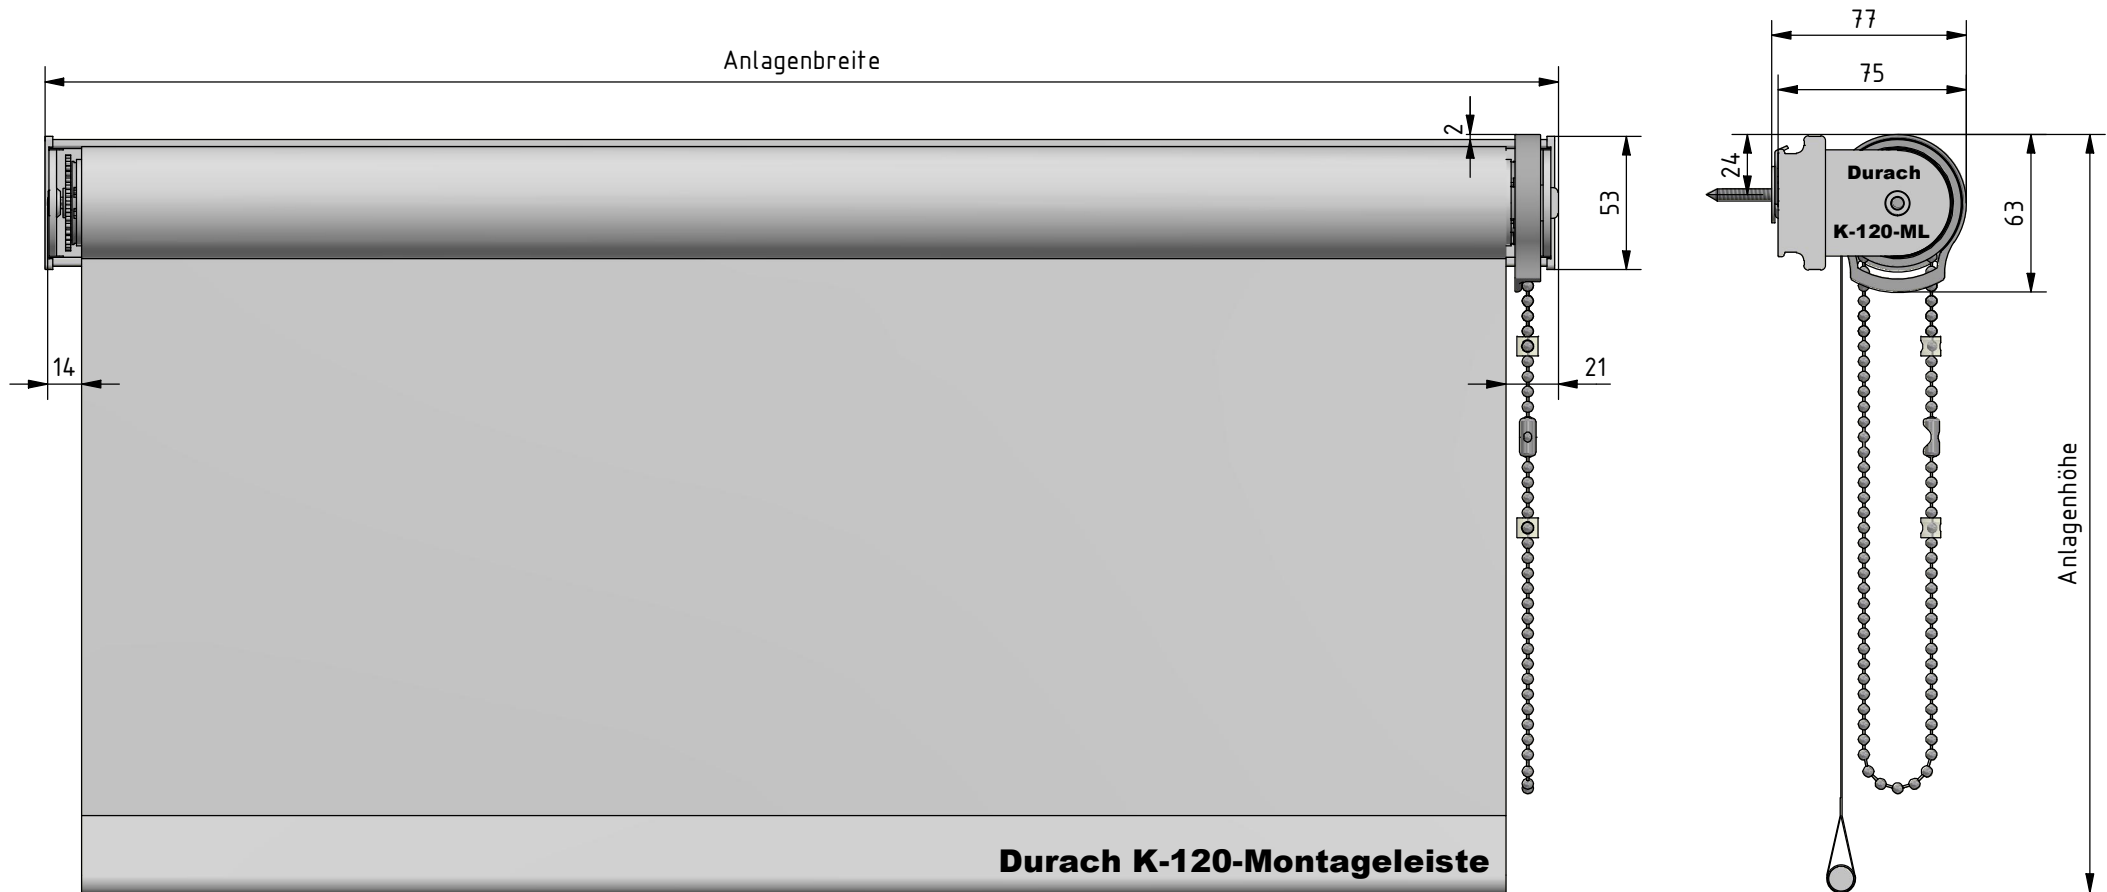 Anlagenbreite
77
75
2
24
Durach
53
63
K-120-ML
14
21
Anlagenhöhe
Durach K-120-Montageleiste